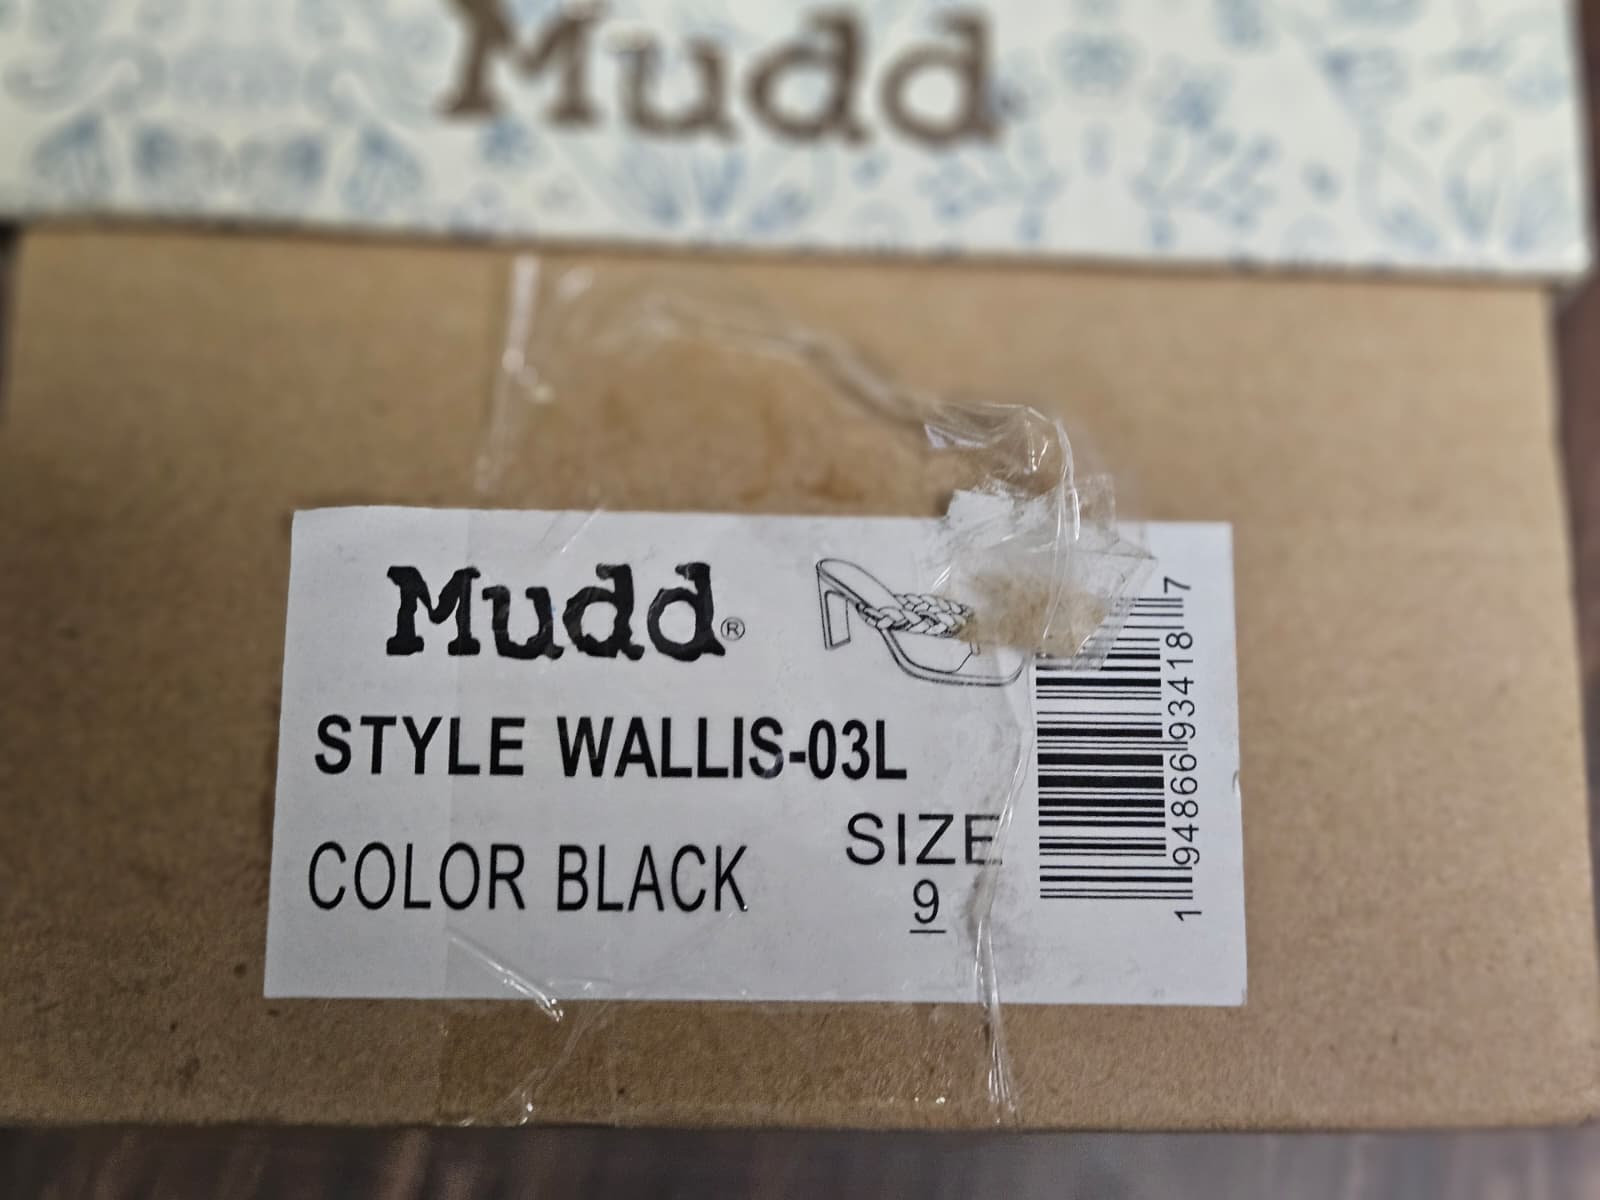 Mudd
Mudd®
STYLE WALLIS-03L
COLOR BLACK
SIZE
9
1 94866 93418 7